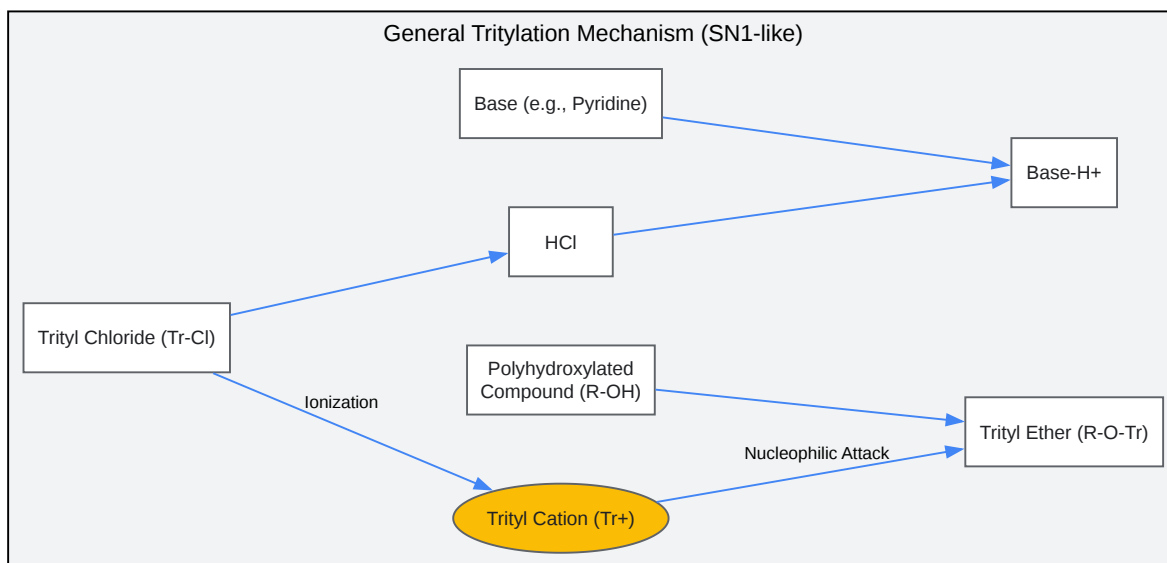 General Tritylation Mechanism (SN1-like)
Base (e.g., Pyridine)
Base-H+
HCl
Trityl Chloride (Tr-Cl)
Polyhydroxylated
Compound (R-OH)
Ionization
Trityl Ether (R-O-Tr)
Nucleophilic Attack
Trityl Cation (Tr+)